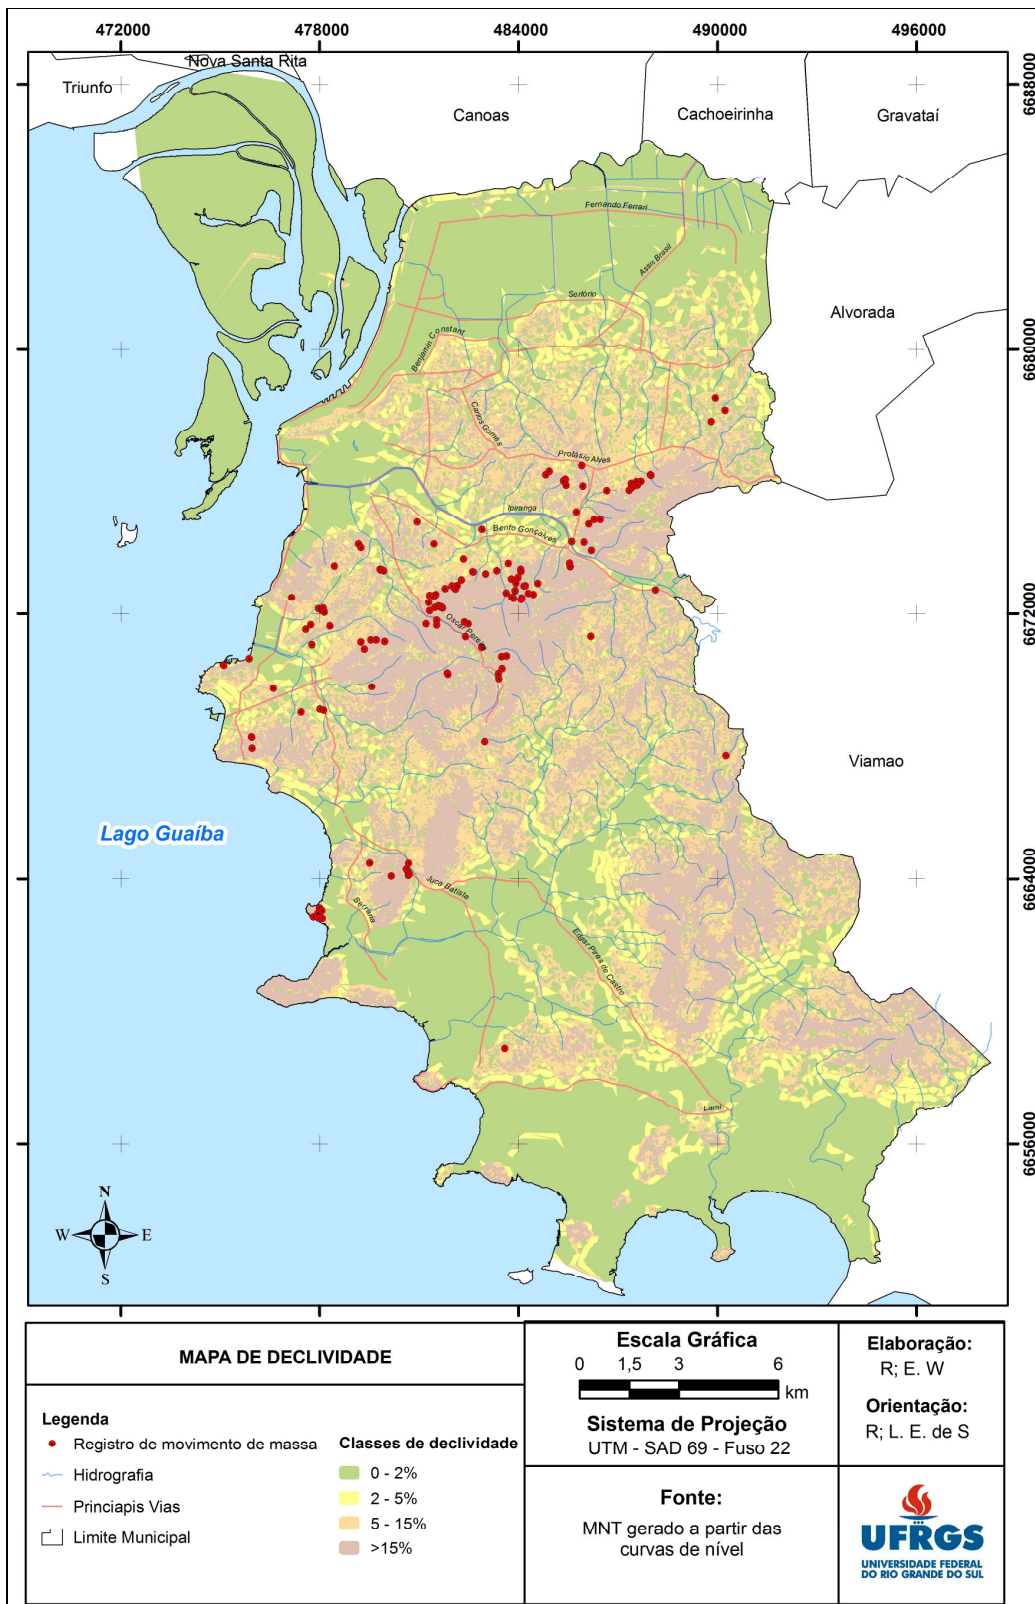 472000 478000 484000 490000 496000
Nova Santa Rita
Triunfo
Canoas
Cachoeirinha
Gravataí
6688000
Fernando Ferrari
Assis Brasil
Sertório
Alvorada
Benjamin Constant
6680000
Carlos Gomes
Protásio Alves
Ipiranga
Bento Gonçalves
6672000
Oscar Pereira
Viamao
Lago Guaíba
Juca Batista
6664000
Serraria
Edgar Pires de Castro
Lami
6656000
N
W E
S
MAPA DE DECLIVIDADE
Legenda
Registro de movimento de massa
Hidrografia
Princiapis Vias
Limite Municipal
Classes de declividade
0 - 2%
2 - 5%
5 - 15%
>15%
Escala Gráfica
0 1,5 3 6
km
Sistema de Projeção
UTM - SAD 69 - Fuso 22
Fonte:
MNT gerado a partir das
curvas de nível
Elaboração:
R; E. W
Orientação:
R; L. E. de S
UFRGS
UNIVERSIDADE FEDERAL
DO RIO GRANDE DO SUL